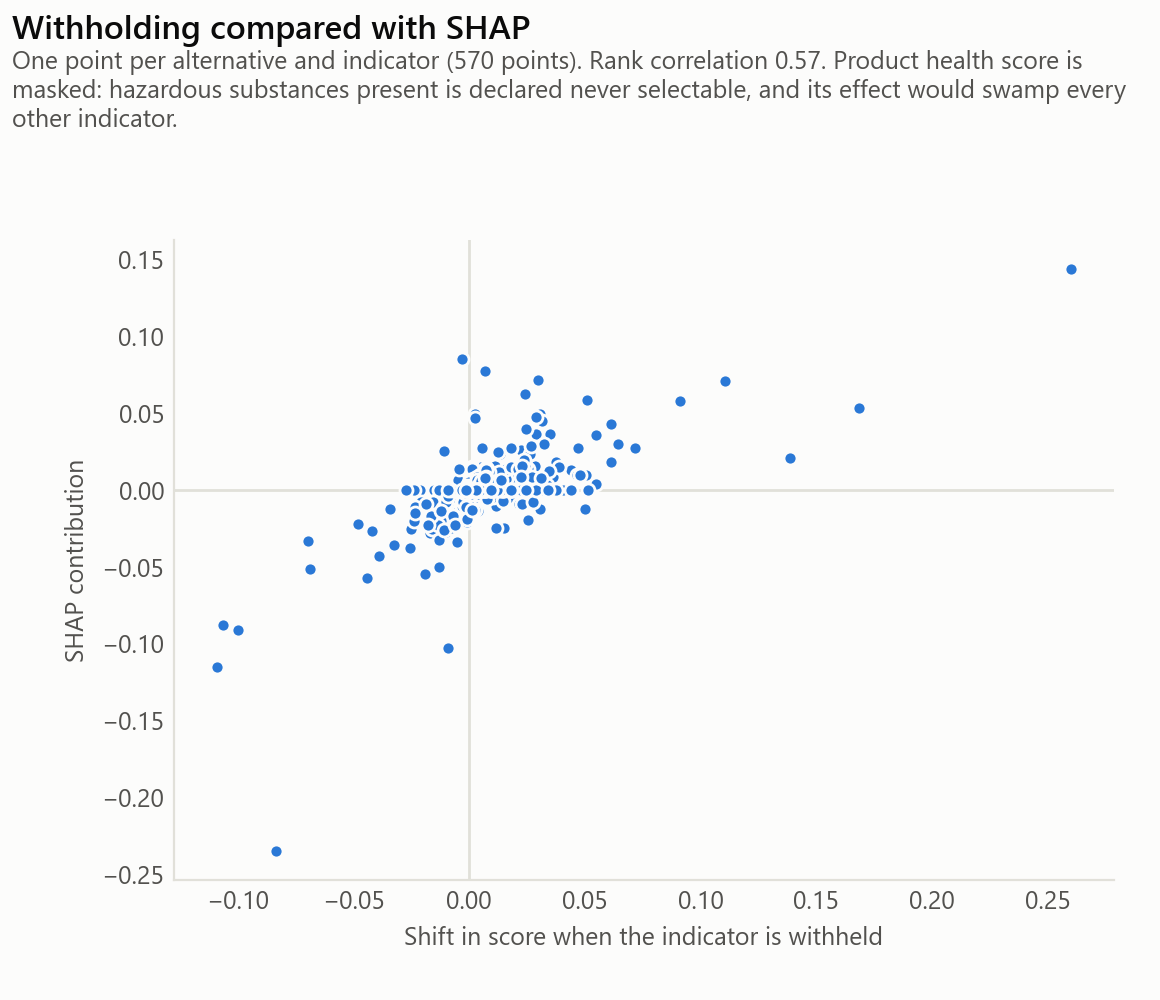 Withholding compared with SHAP
One point per alternative and indicator (570 points). Rank correlation 0.57. Product health score is
masked: hazardous substances present is declared never selectable, and its effect would swamp every
other indicator.
0.15
0.10
0.05
0.00
−0.05
−0.10
−0.15
−0.20
−0.25
SHAP contribution
−0.10
−0.05
0.00
0.05
0.10
0.15
0.20
0.25
Shift in score when the indicator is withheld